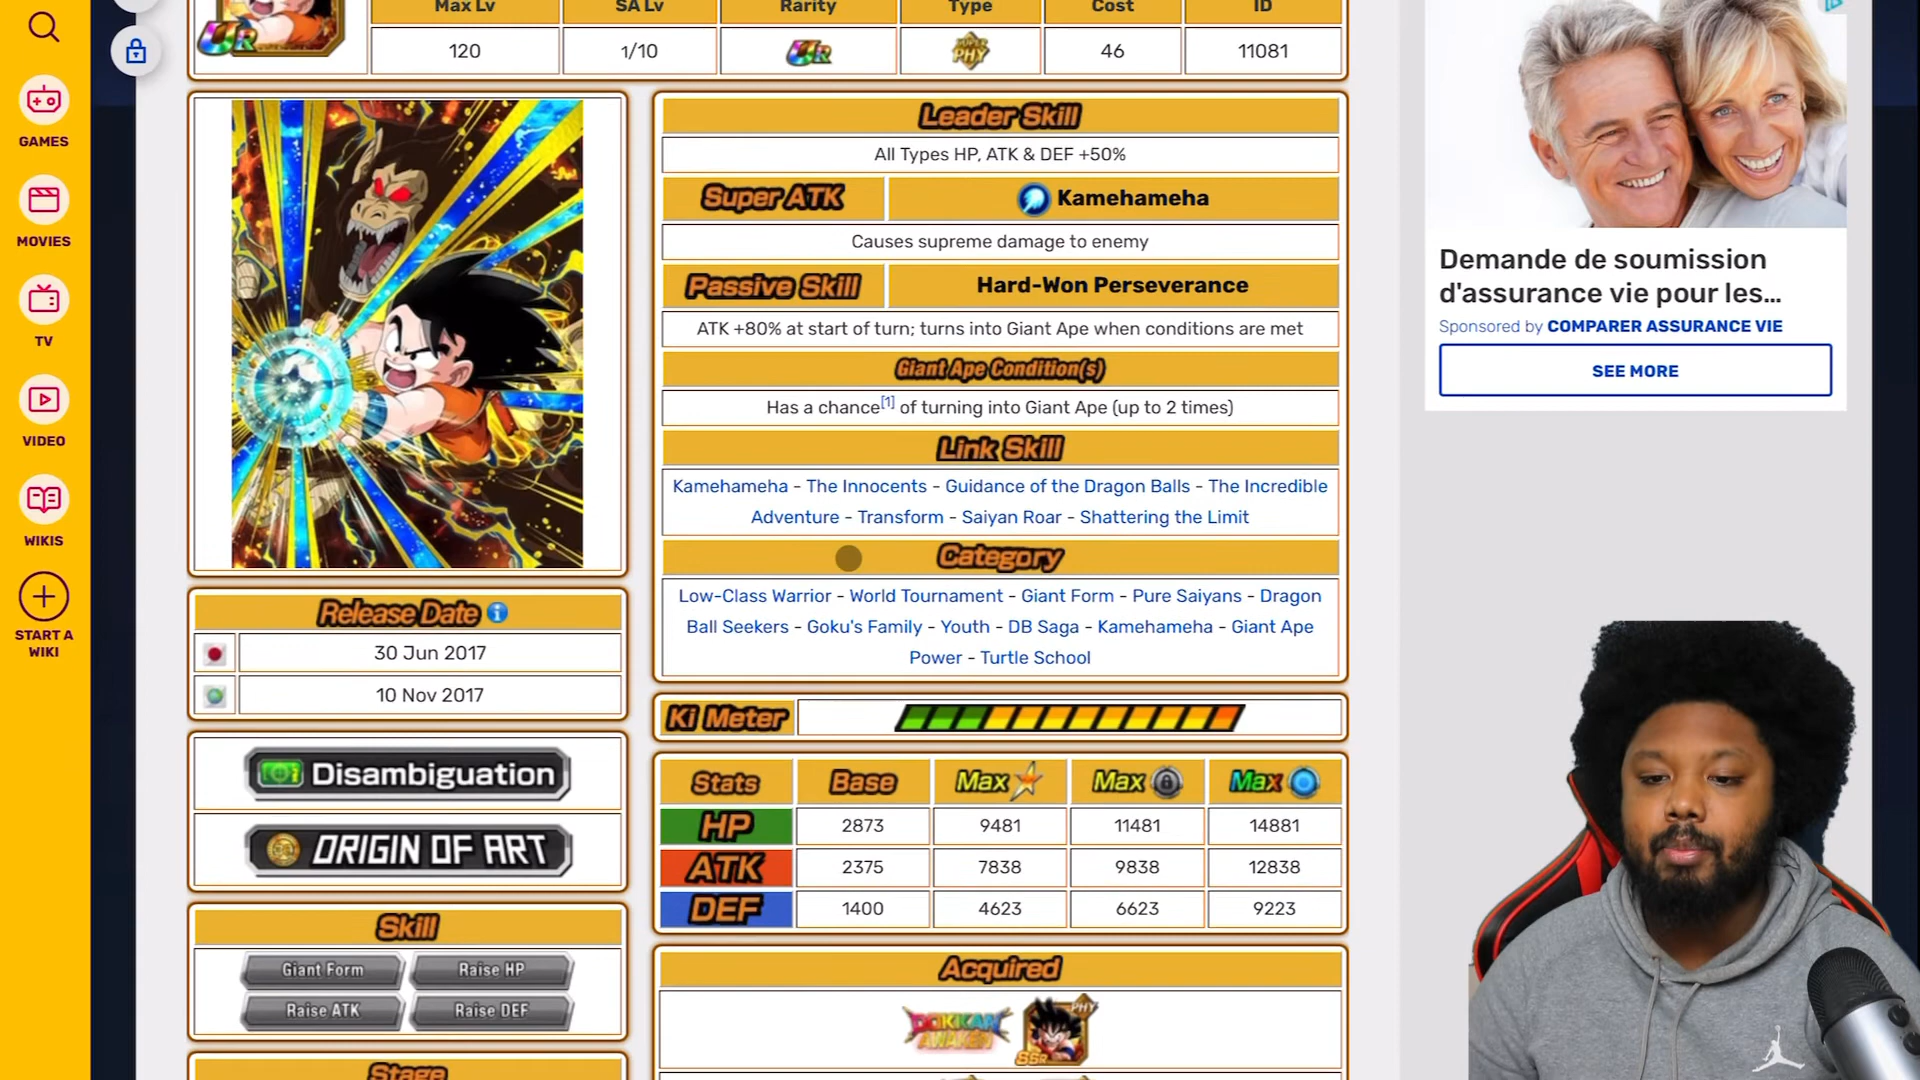 Max Lv SA Lv Rarity Type Cost ID
120 1/10 UR SUPER PHY 46 11081
UR
GAMES
MOVIES
TV
VIDEO
WIKIS
START A
WIKI
Leader Skill
All Types HP, ATK & DEF +50%
Super ATK Kamehameha
Causes supreme damage to enemy
Passive Skill Hard-Won Perseverance
ATK +80% at start of turn; turns into Giant Ape when conditions are met
Giant Ape Condition(s)
Has a chance[1] of turning into Giant Ape (up to 2 times)
Link Skill
Kamehameha - The Innocents - Guidance of the Dragon Balls - The Incredible
Adventure - Transform - Saiyan Roar - Shattering the Limit
Category
Low-Class Warrior - World Tournament - Giant Form - Pure Saiyans - Dragon
Ball Seekers - Goku's Family - Youth - DB Saga - Kamehameha - Giant Ape
Power - Turtle School
Release Date
30 Jun 2017
10 Nov 2017
Disambiguation
ORIGIN OF ART
Skill
Giant Form Raise HP
Raise ATK Raise DEF
Stage
Ki Meter
Stats Base Max Max Max
HP 2873 9481 11481 14881
ATK 2375 7838 9838 12838
DEF 1400 4623 6623 9223
Acquired
DOKKAN
AWAKEN
PHY
SSR
Demande de soumission
d'assurance vie pour les...
Sponsored by COMPARER ASSURANCE VIE
SEE MORE